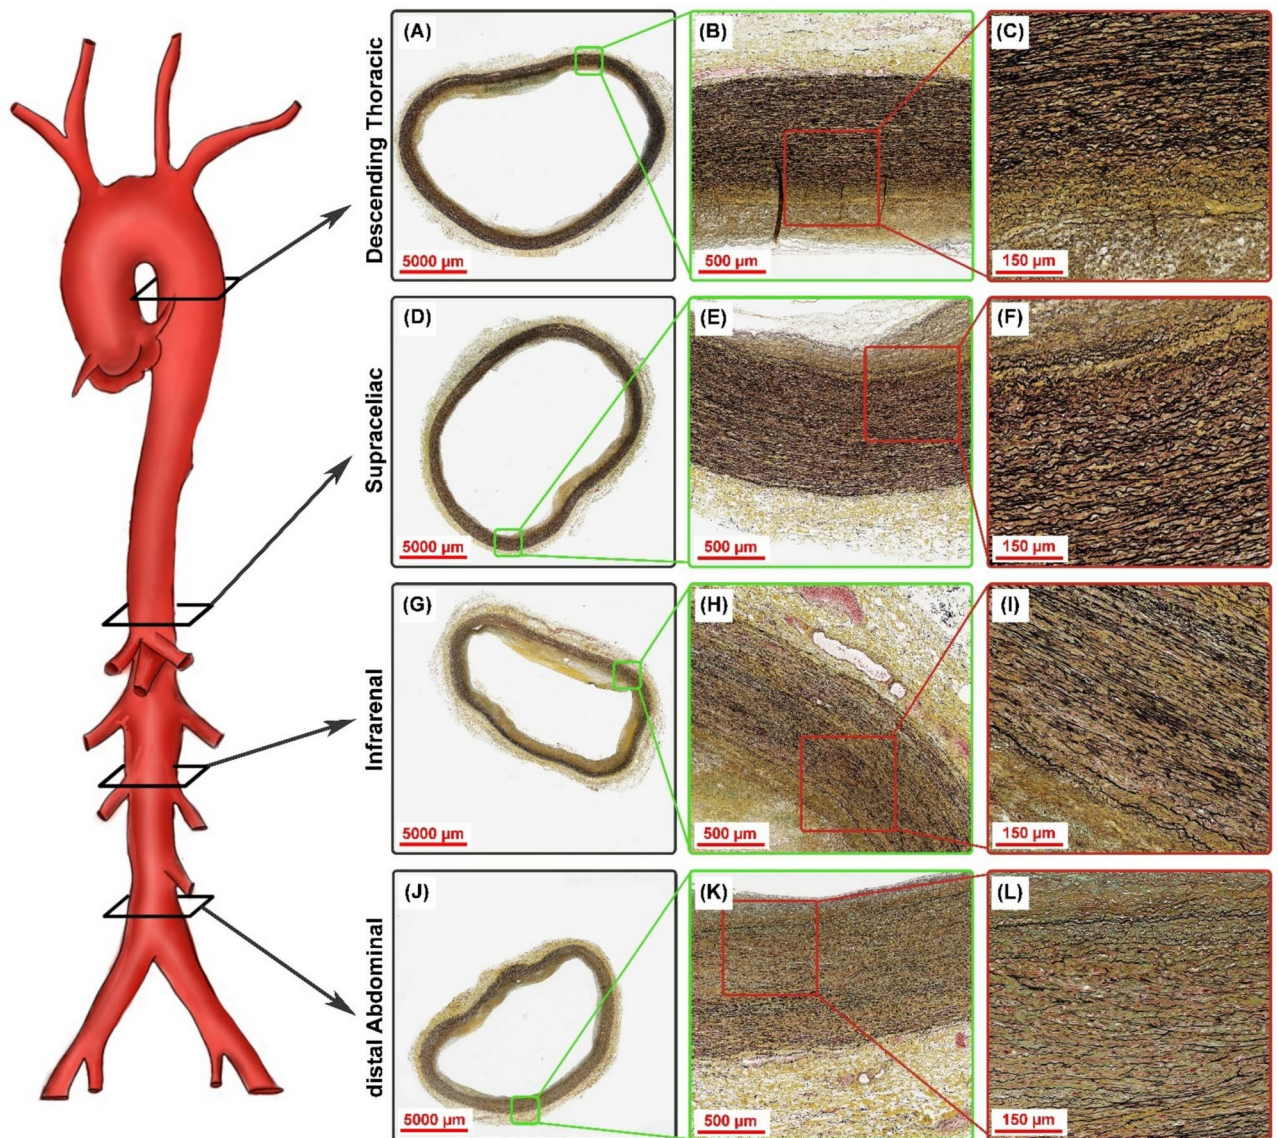 Descending Thoracic
(A)
5000 µm
(B)
500 µm
(C)
150 µm
Supraceliac
(D)
5000 µm
(E)
500 µm
(F)
150 µm
Infrarenal
(G)
5000 µm
(H)
500 µm
(I)
150 µm
distal Abdominal
(J)
5000 µm
(K)
500 µm
(L)
150 µm